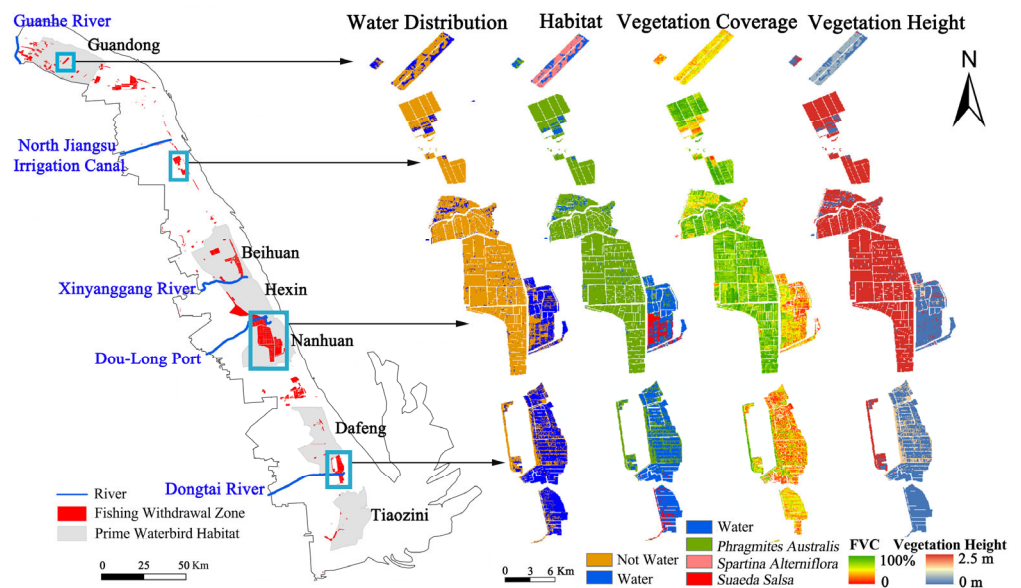 Guanhe River
Guandong
North Jiangsu
Irrigation Canal
Beihuan
Xinyanggang River
Hexin
Dou-Long Port
Nanhuan
Dafeng
Dongtai River
Tiaozini
River
Fishing Withdrawal Zone
Prime Waterbird Habitat
0 25 50 Km
Water Distribution
Habitat
Vegetation Coverage
Vegetation Height
N
Not Water
Water
0 3 6 Km
Water
Phragmites Australis
Spartina Alterniflora
Suaeda Salsa
FVC
100%
0
Vegetation Height
2.5 m
0 m